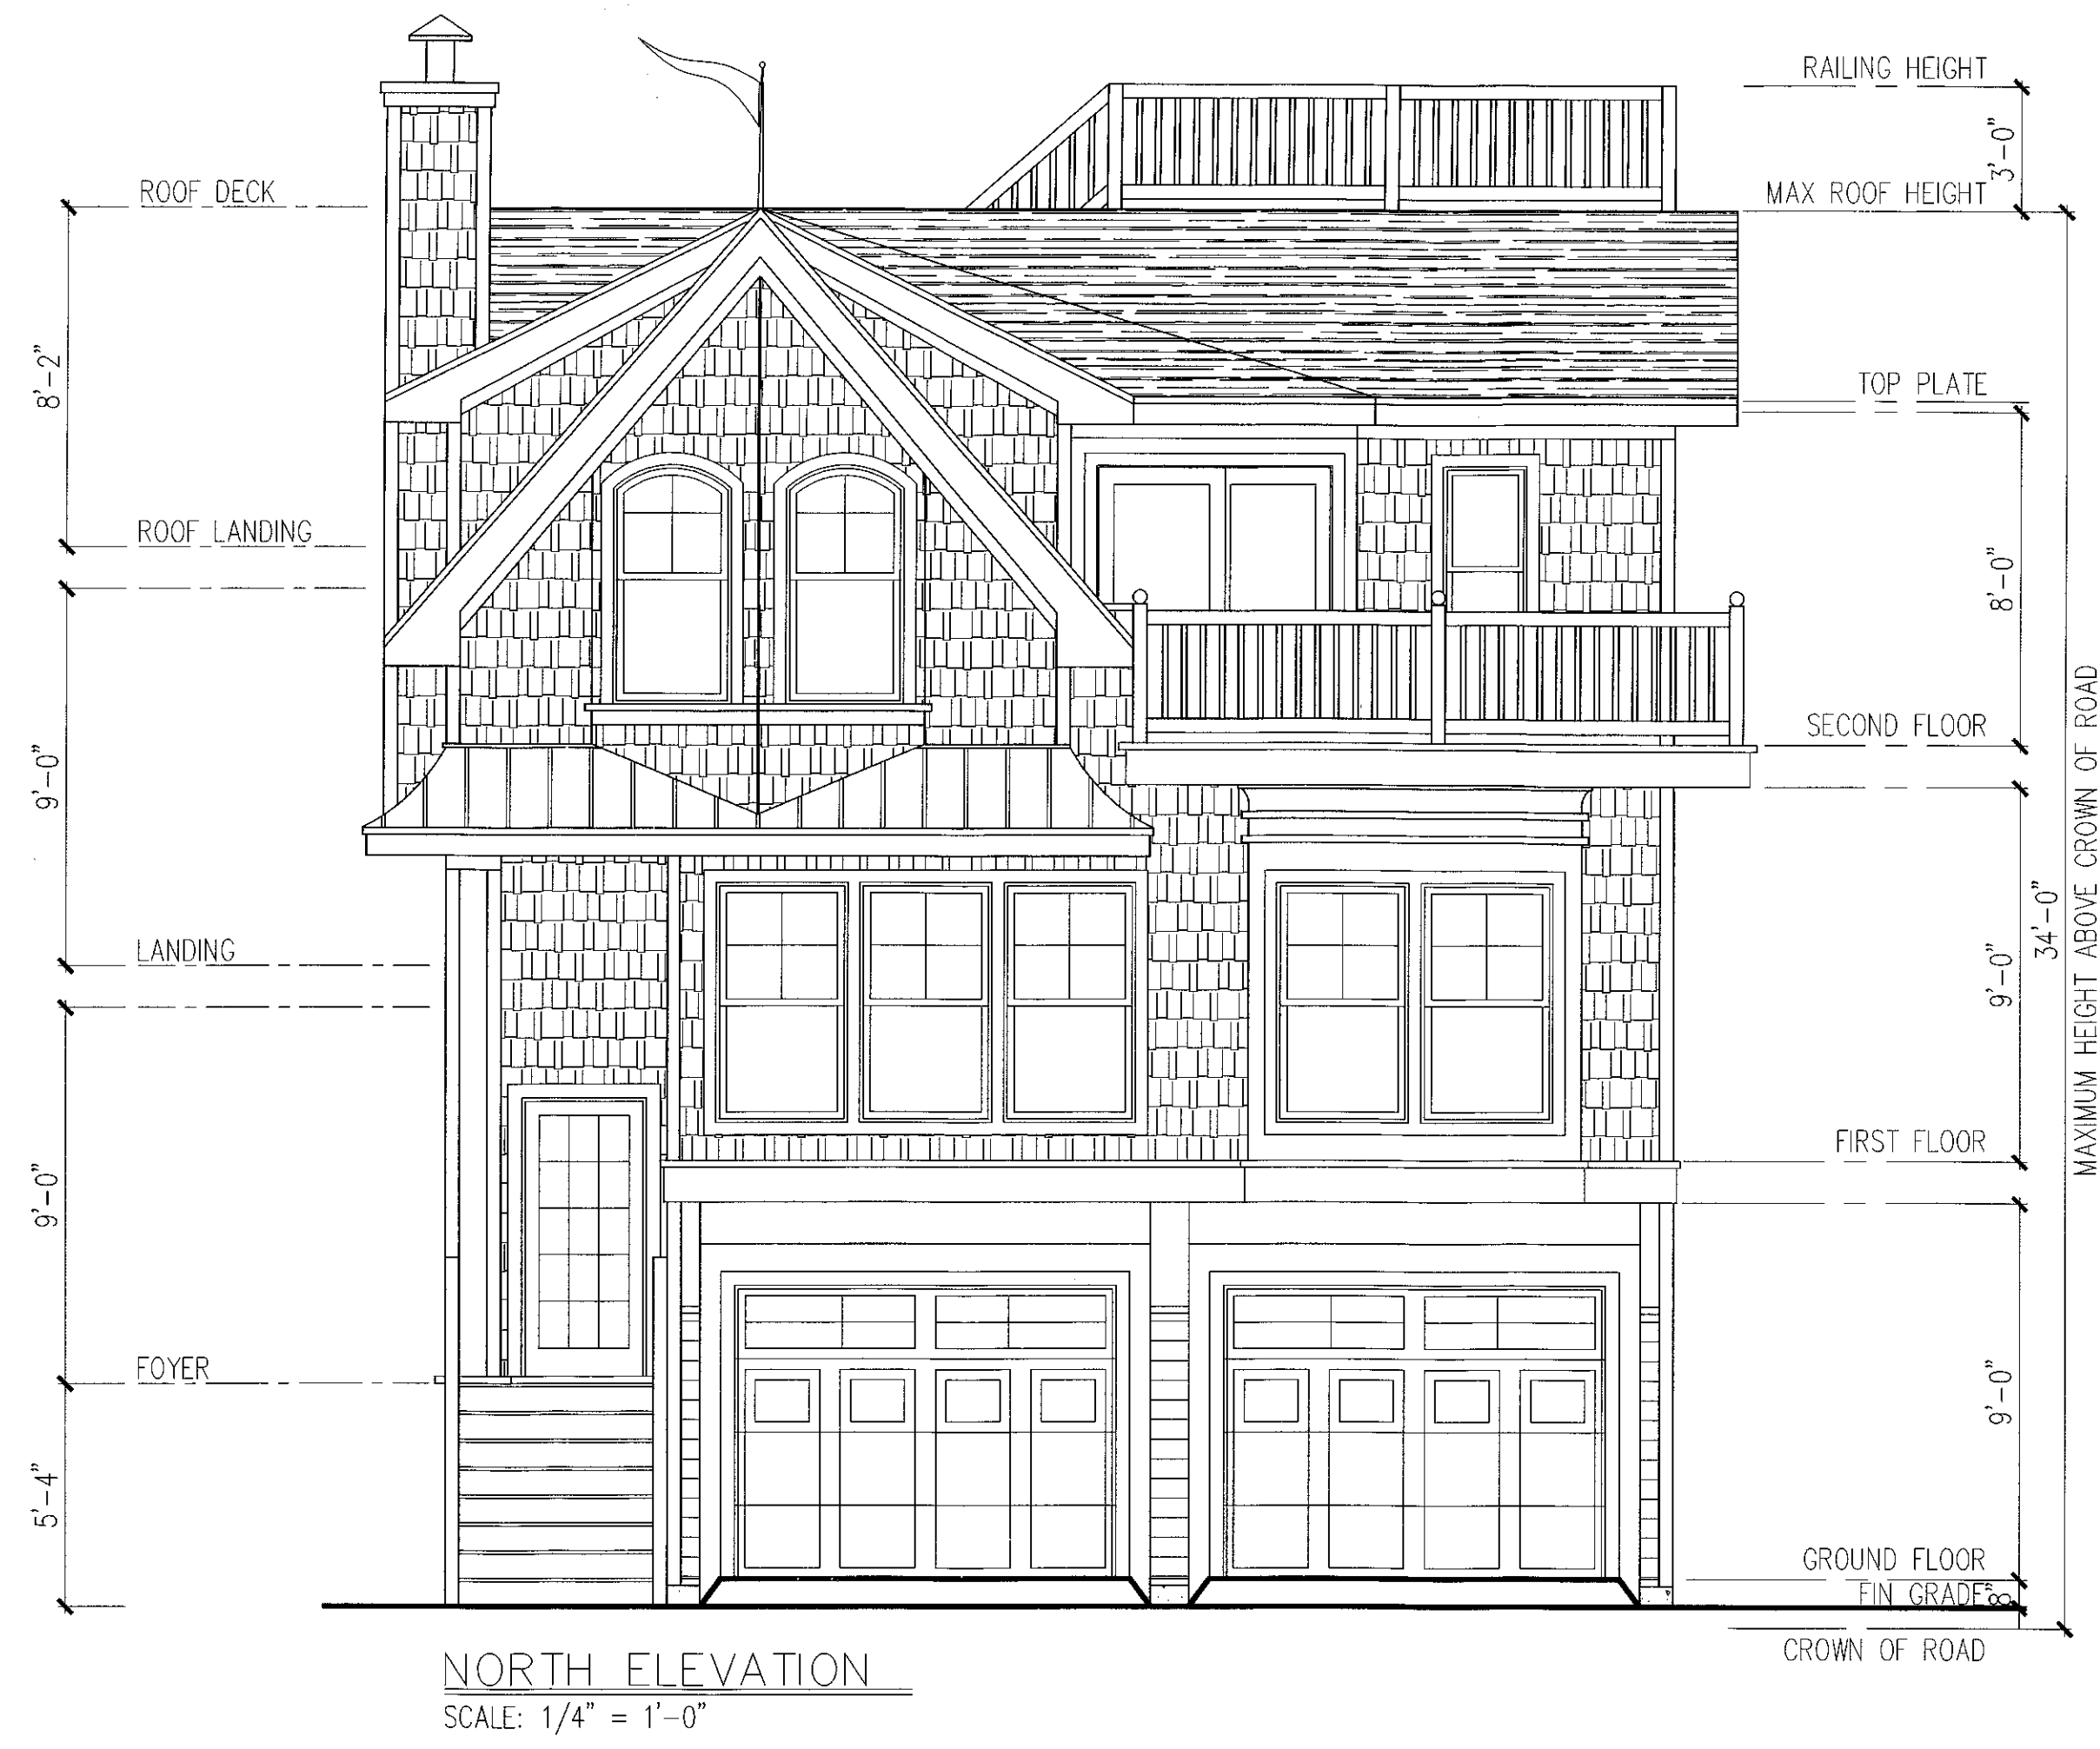 RAILING HEIGHT
3'-0"
ROOF DECK
MAX ROOF HEIGHT
8'-2"
TOP PLATE
ROOF LANDING
8'-0"
9'-0"
SECOND FLOOR
MAXIMUM HEIGHT ABOVE CROWN OF ROAD
34'-0"
LANDING
9'-0"
FIRST FLOOR
9'-0"
FOYER
9'-0"
5'-4"
GROUND FLOOR
FIN GRADE
8"
CROWN OF ROAD
NORTH ELEVATION
SCALE: 1/4" = 1'-0"